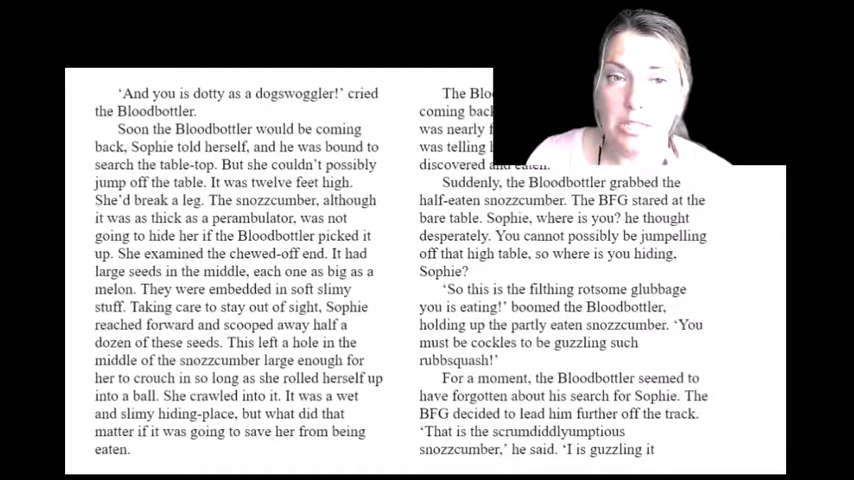 ‘And you is dotty as a dogswoggler!’ cried
the Bloodbottler.
Soon the Bloodbottler would be coming
back, Sophie told herself, and he was bound to
search the table-top. But she couldn’t possibly
jump off the table. It was twelve feet high.
She’d break a leg. The snozzcumber, although
it was as thick as a perambulator, was not
going to hide her if the Bloodbottler picked it
up. She examined the chewed-off end. It had
large seeds in the middle, each one as big as a
melon. They were embedded in soft slimy
stuff. Taking care to stay out of sight, Sophie
reached forward and scooped away half a
dozen of these seeds. This left a hole in the
middle of the snozzcumber large enough for
her to crouch in so long as she rolled herself up
into a ball. She crawled into it. It was a wet
and slimy hiding-place, but what did that
matter if it was going to save her from being
eaten.
The
coming back
was nearly
was telling
discovered and eaten.
Suddenly, the Bloodbottler grabbed the
half-eaten snozzcumber. The BFG stared at the
bare table. Sophie, where is you? he thought
desperately. You cannot possibly be jumpelling
off that high table, so where is you hiding,
Sophie?
‘So this is the filthing rotsome glubbage
you is eating!’ boomed the Bloodbottler,
holding up the partly eaten snozzcumber. ‘You
must be cockles to be guzzling such
rubbsquash!’
For a moment, the Bloodbottler seemed to
have forgotten about his search for Sophie. The
BFG decided to lead him further off the track.
‘That is the scrumdiddlyumptious
snozzcumber,’ he said. ‘I is guzzling it